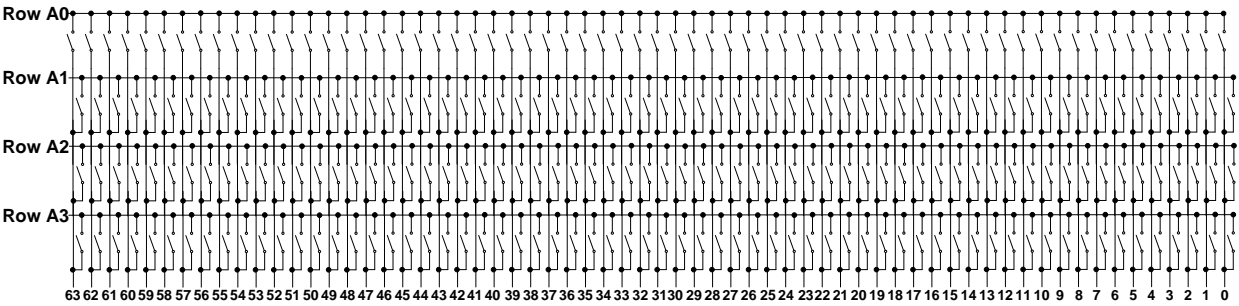 Row A0
Row A1
Row A2
Row A3
63 62 61 60 59 58 57 56 55 54 53 52 51 50 49 48 47 46 45 44 43 42 41 40 39 38 37 36 35 34 33 32 31 30 29 28 27 26 25 24 23 22 21 20 19 18 17 16 15 14 13 12 11 10 9 8 7 6 5 4 3 2 1 0